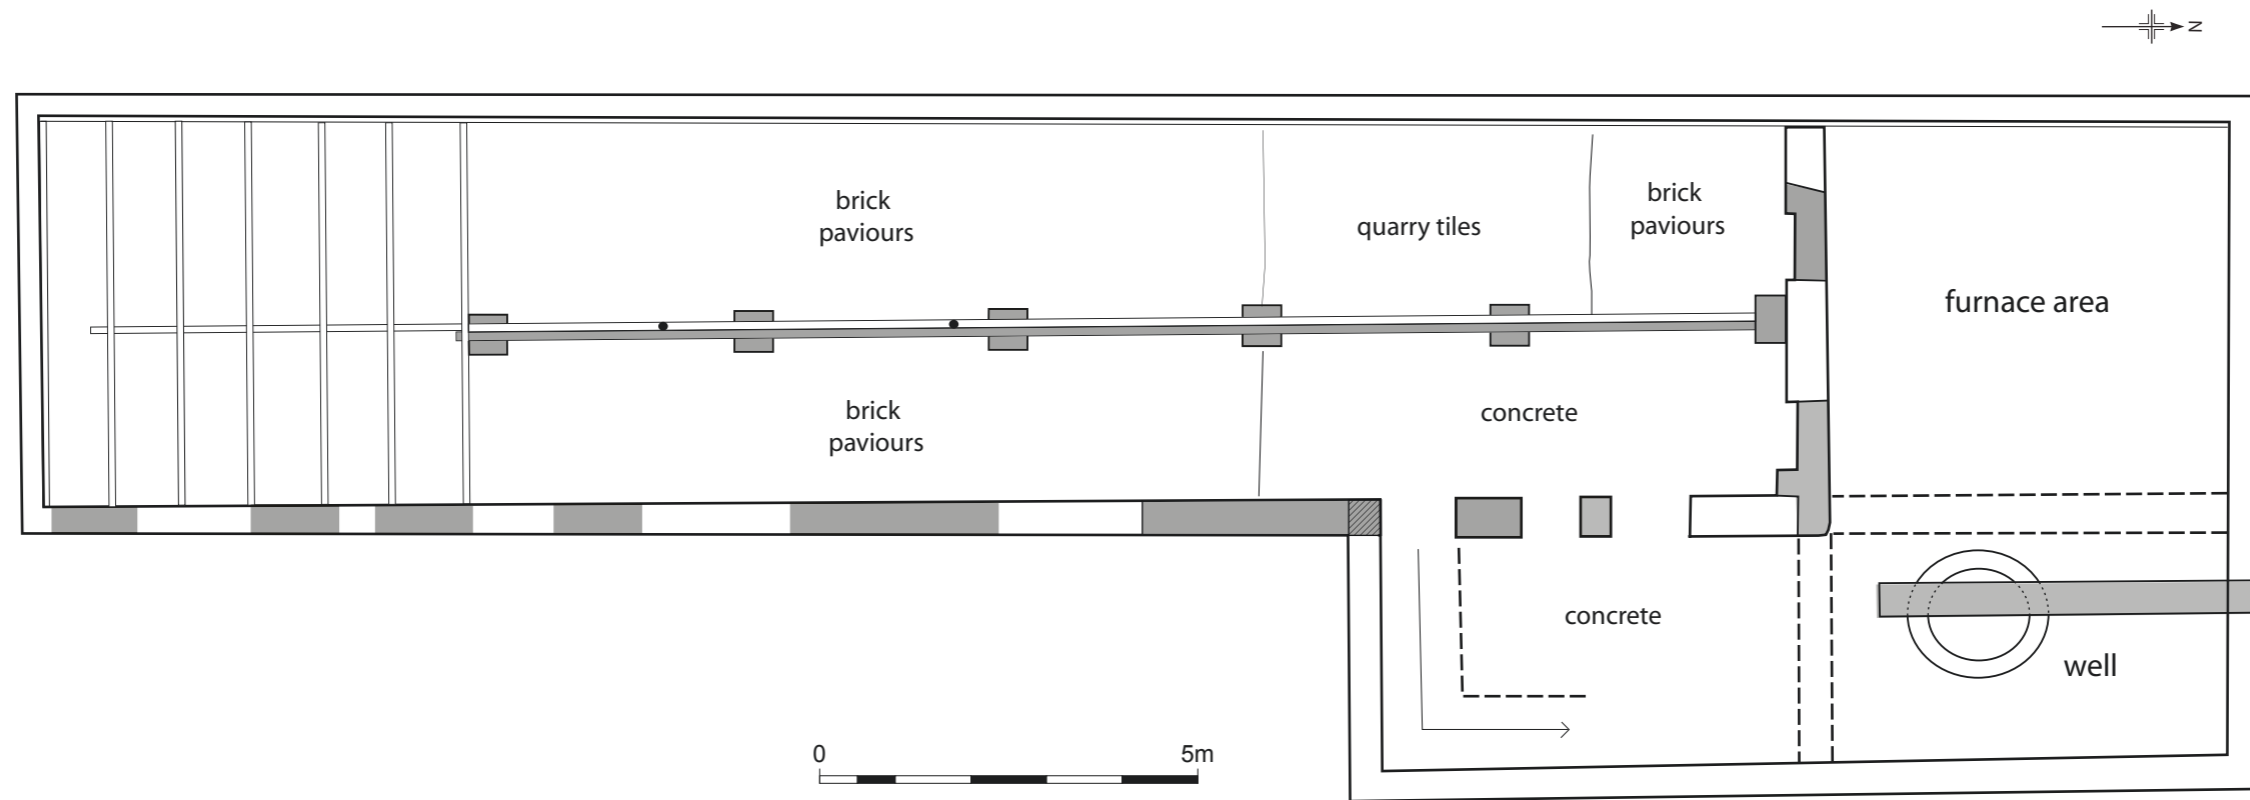 N
brick
paviours
quarry tiles
brick
paviours
furnace area
brick
paviours
concrete
concrete
well
0 5m